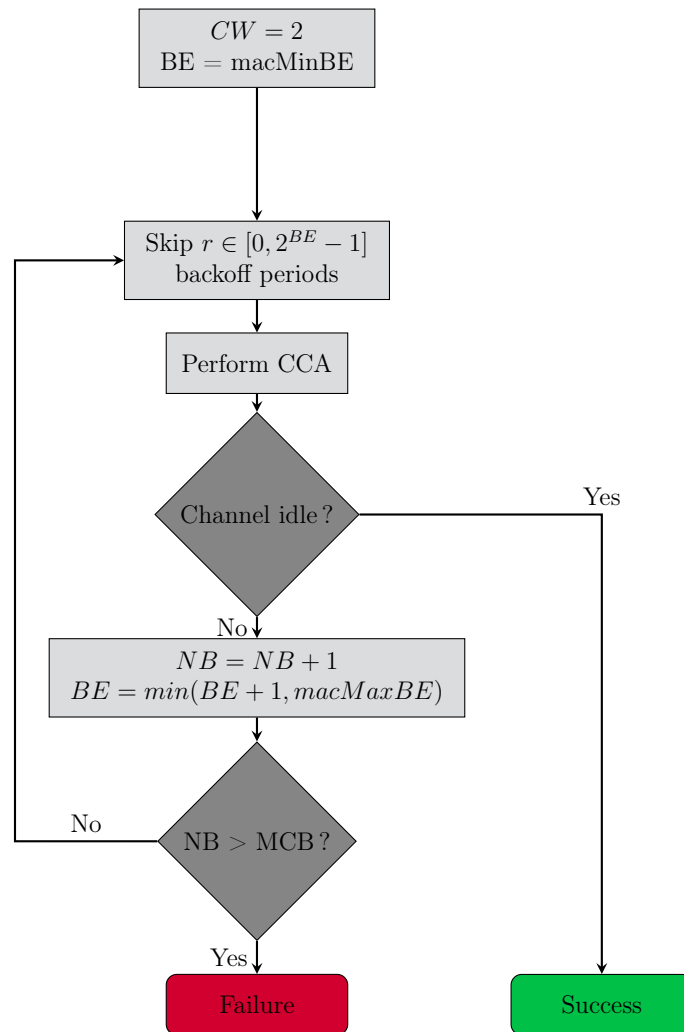 CW = 2
BE = macMinBE
Skip r ∈ [0, 2^{BE} − 1]
backoff periods
Perform CCA
Channel idle ?
Yes
No
NB = NB + 1
BE = min(BE + 1, macMaxBE)
No
NB > MCB ?
Yes
Failure
Success